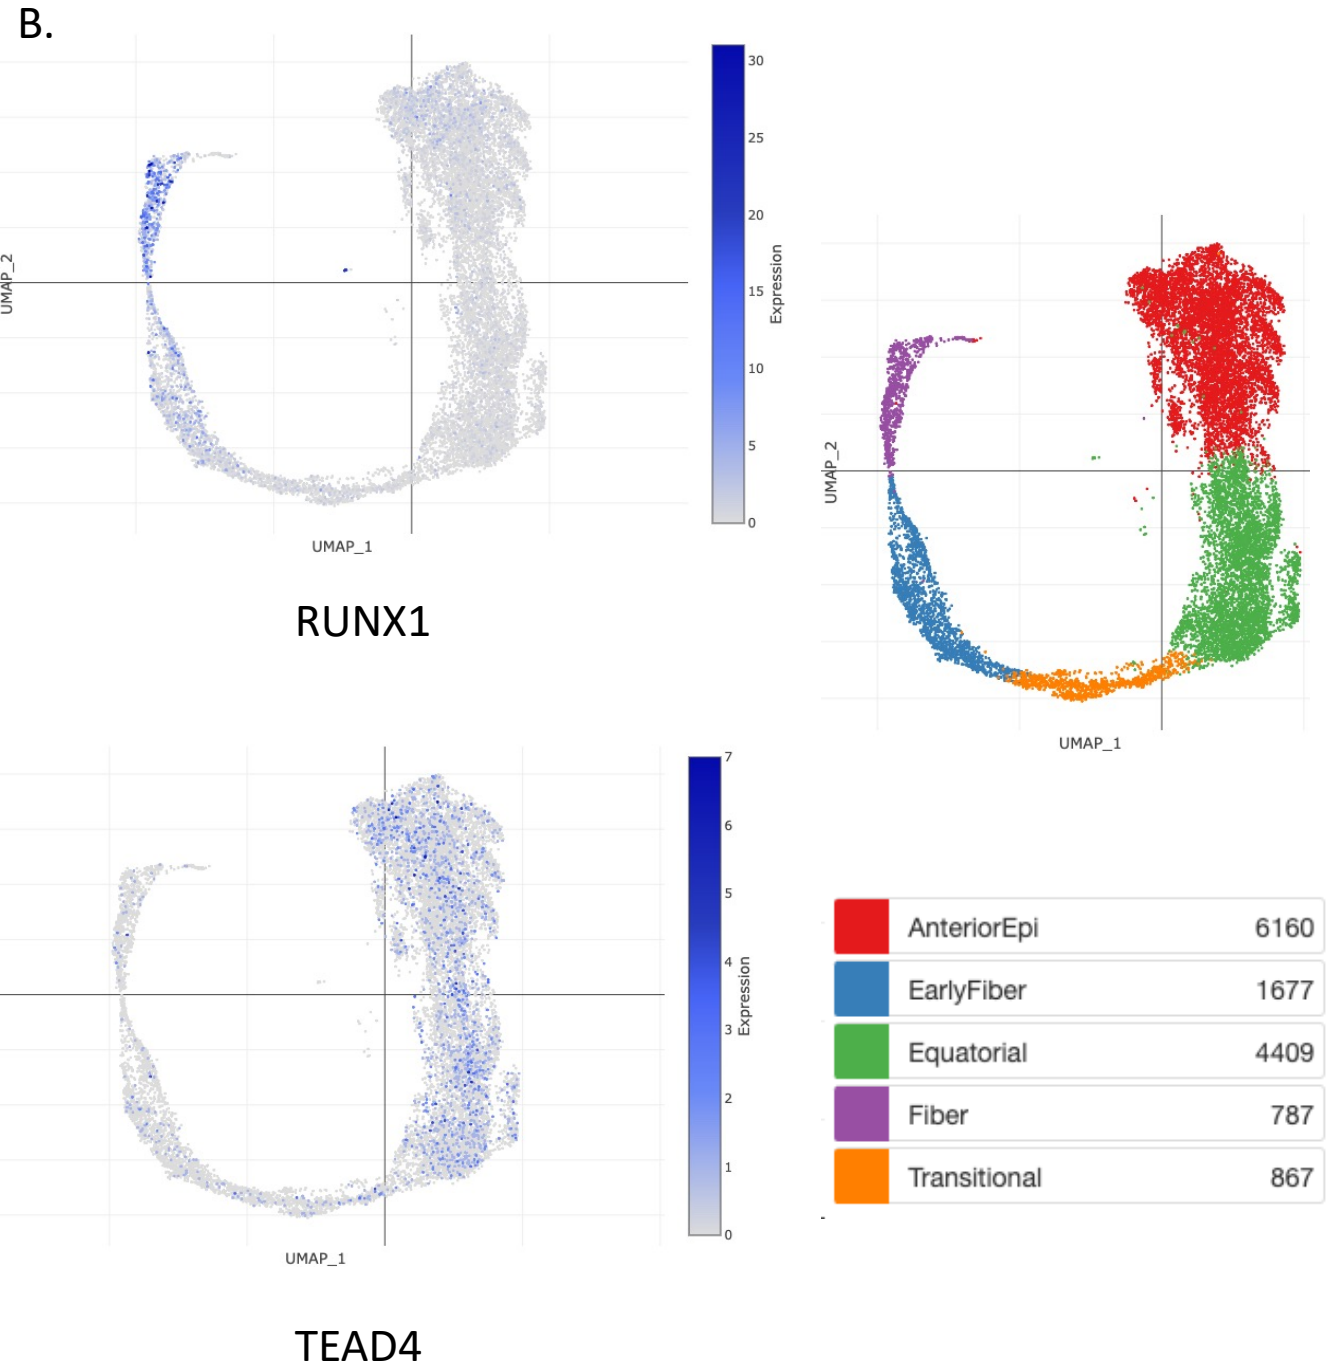 B.
UMAP_2
30
25
20
15
10
5
0
Expression
UMAP_1
RUNX1
UMAP_2
UMAP_1
7
6
5
4
3
2
1
0
Expression
UMAP_1
TEAD4
AnteriorEpi 6160
EarlyFiber 1677
Equatorial 4409
Fiber 787
Transitional 867